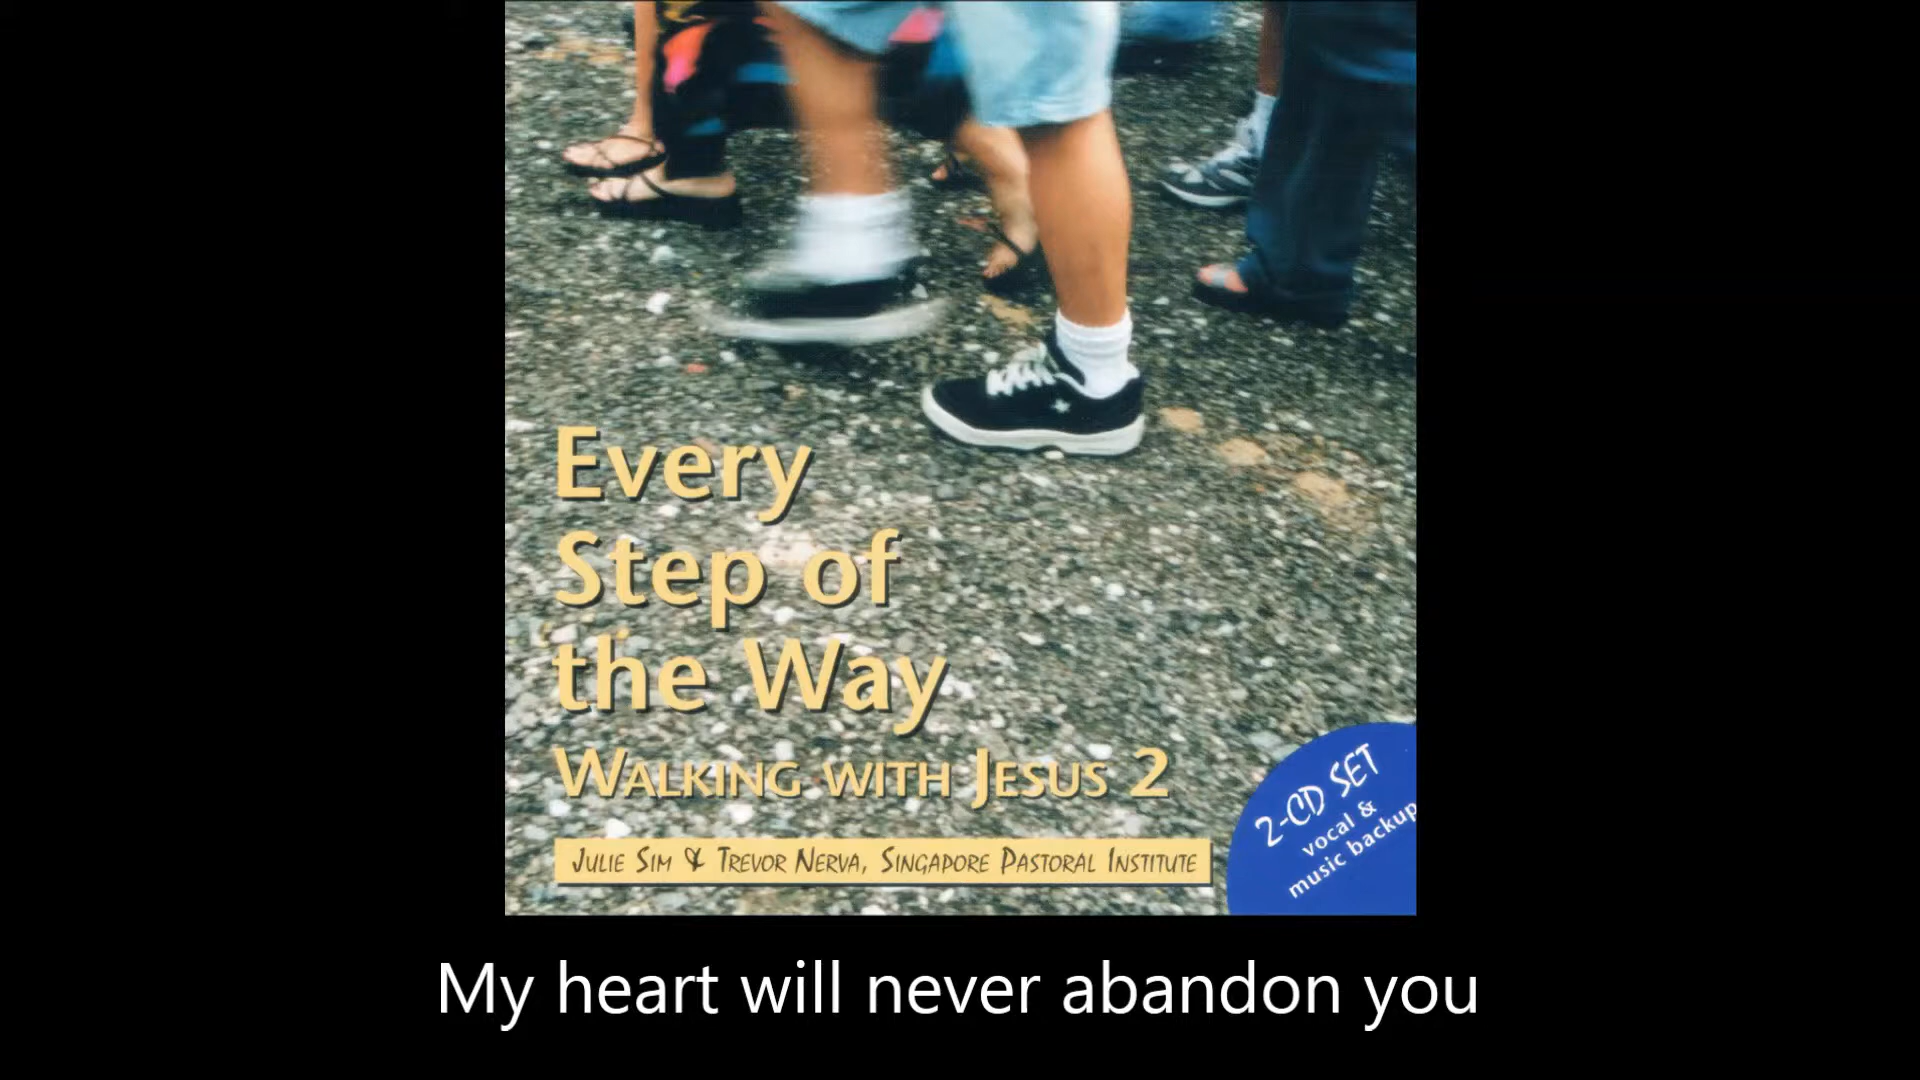 Every
Step of
the Way
WALKING WITH JESUS 2
JULIE SIM & TREVOR NERVA, SINGAPORE PASTORAL INSTITUTE
2-CD SET
vocal &
music backup
My heart will never abandon you